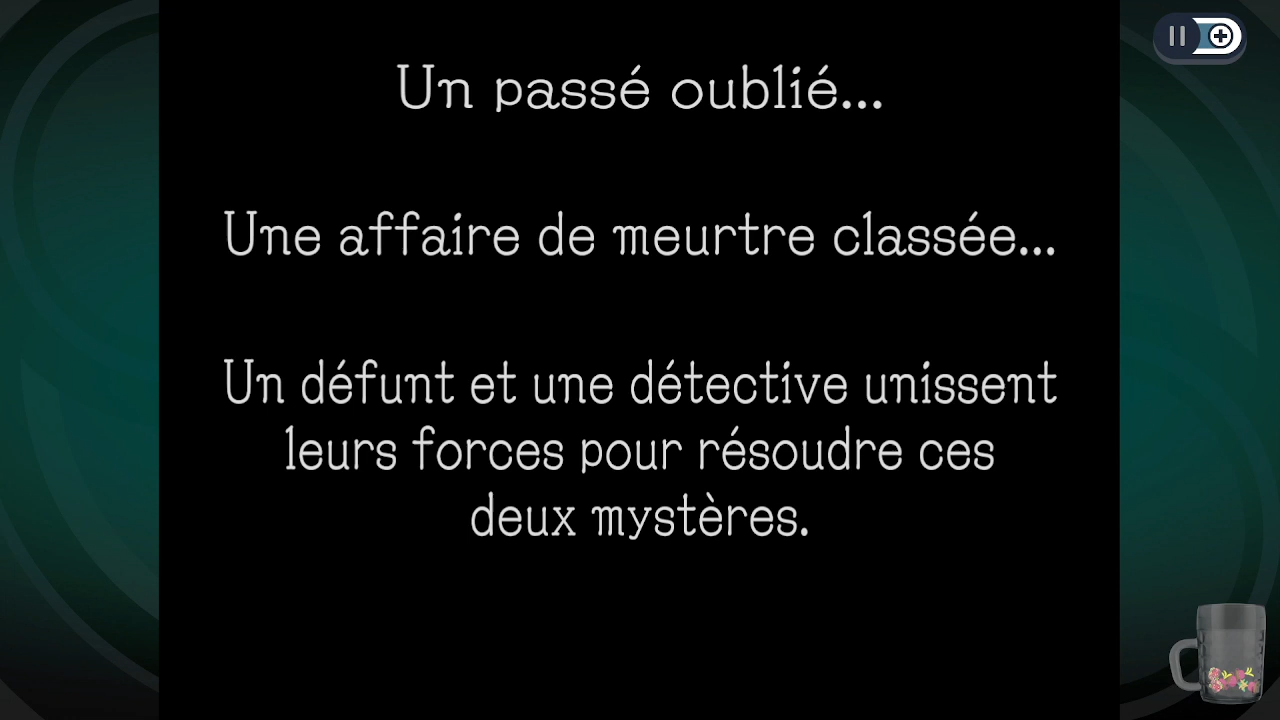 Un passé oublié...
Une affaire de meurtre classée...
Un défunt et une détective unissent
leurs forces pour résoudre ces
deux mystères.